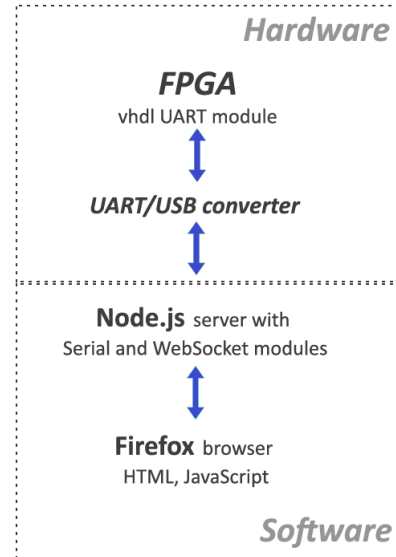 Hardware
FPGA
vhdl UART module
UART/USB converter
Node.js server with
Serial and WebSocket modules
Firefox browser
HTML, JavaScript
Software